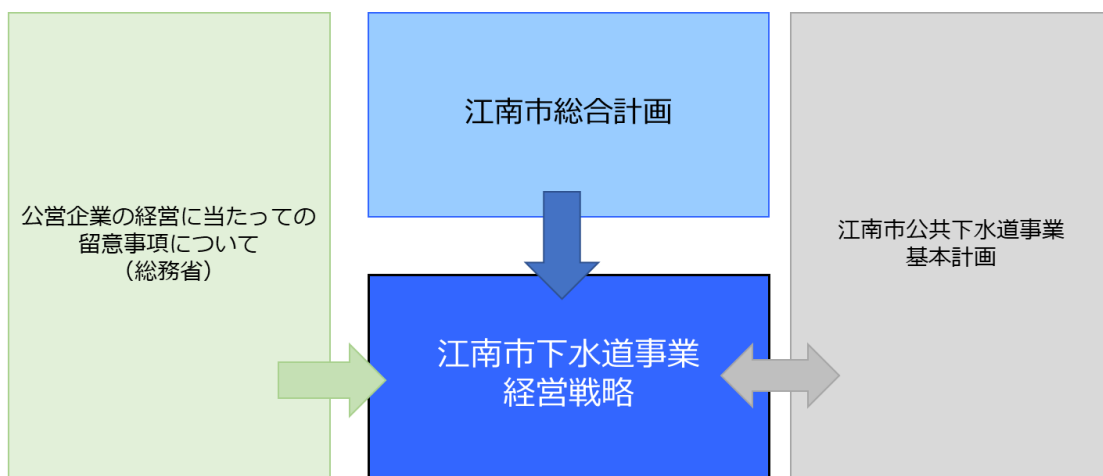 江南市総合計画
公営企業の経営に当たっての
留意事項について
（総務省）
江南市公共下水道事業
基本計画
江南市下水道事業
経営戦略